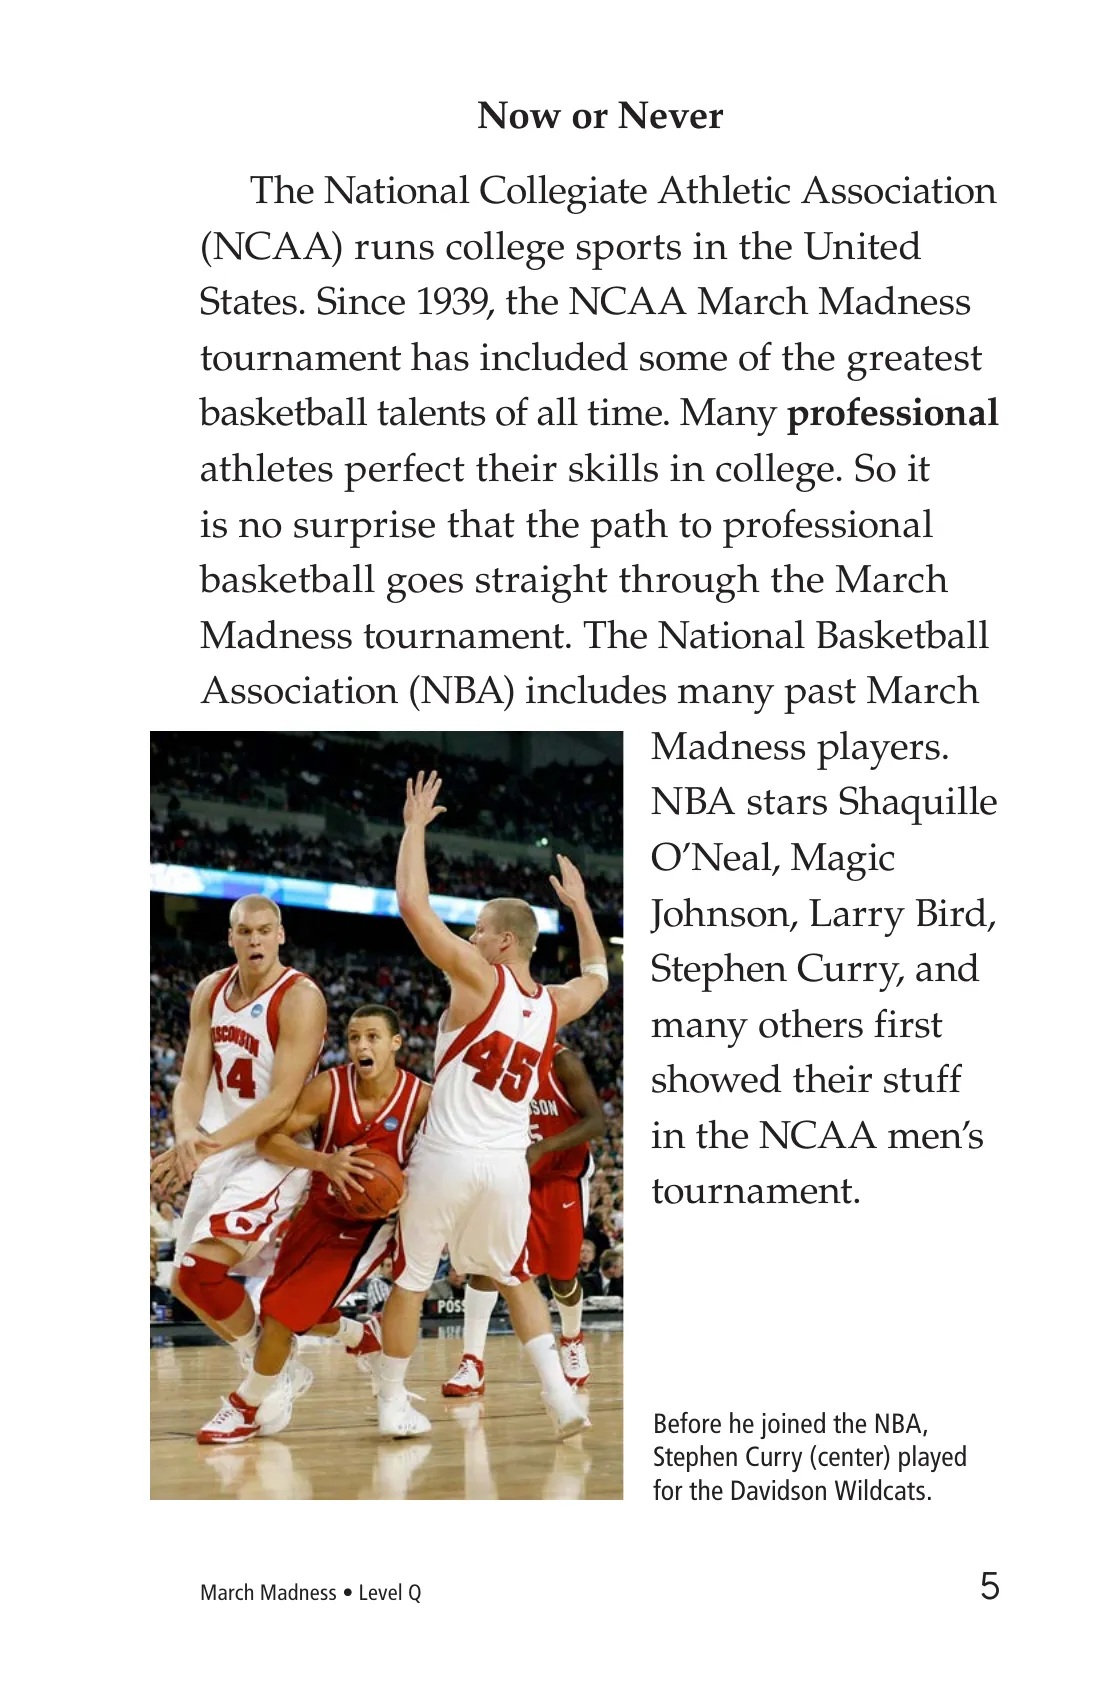 Now or Never
The National Collegiate Athletic Association
(NCAA) runs college sports in the United
States. Since 1939, the NCAA March Madness
tournament has included some of the greatest
basketball talents of all time. Many professional
athletes perfect their skills in college. So it
is no surprise that the path to professional
basketball goes straight through the March
Madness tournament. The National Basketball
Association (NBA) includes many past March
Madness players.
NBA stars Shaquille
O’Neal, Magic
Johnson, Larry Bird,
Stephen Curry, and
many others first
showed their stuff
in the NCAA men’s
tournament.
45
POSS
Before he joined the NBA,
Stephen Curry (center) played
for the Davidson Wildcats.
March Madness • Level Q
5